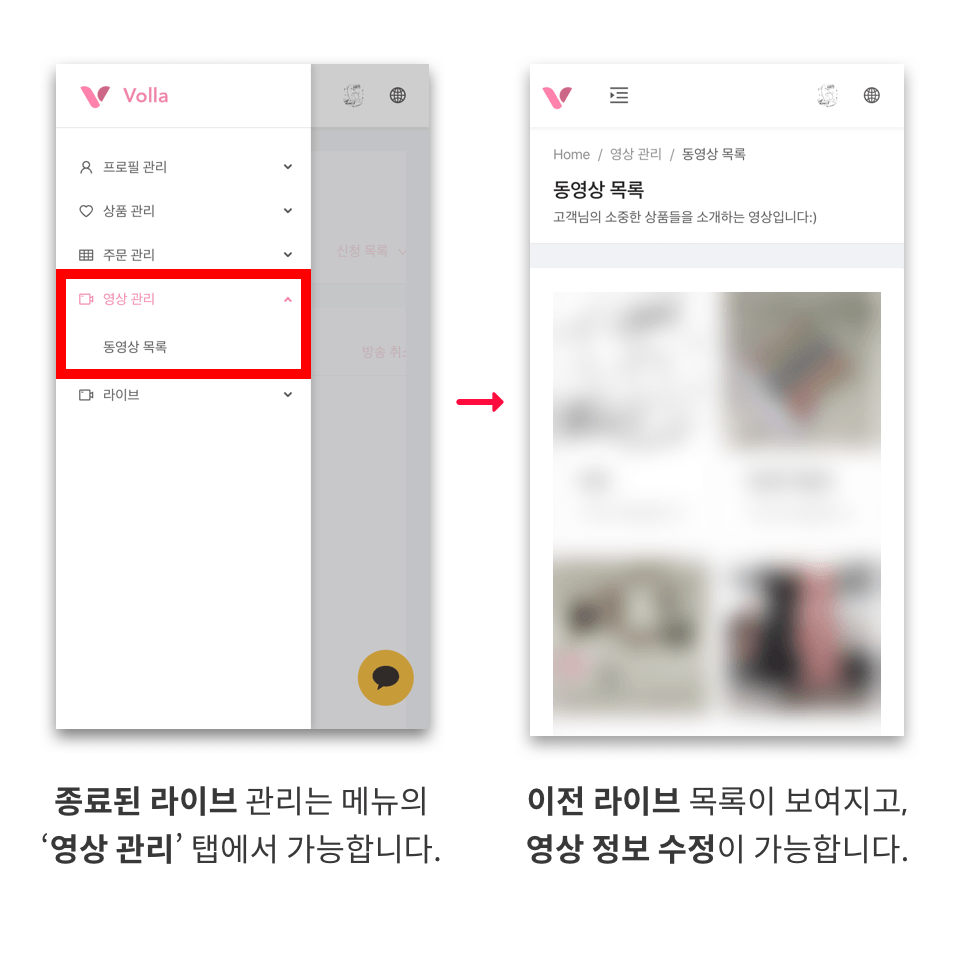 Volla
프로필 관리
상품 관리
주문 관리
영상 관리
동영상 목록
라이브
신청 목록
방송 취소
종료된 라이브 관리는 메뉴의
‘영상 관리’ 탭에서 가능합니다.
Home / 영상 관리 / 동영상 목록
동영상 목록
고객님의 소중한 상품들을 소개하는 영상입니다:)
이전 라이브 목록이 보여지고,
영상 정보 수정이 가능합니다.